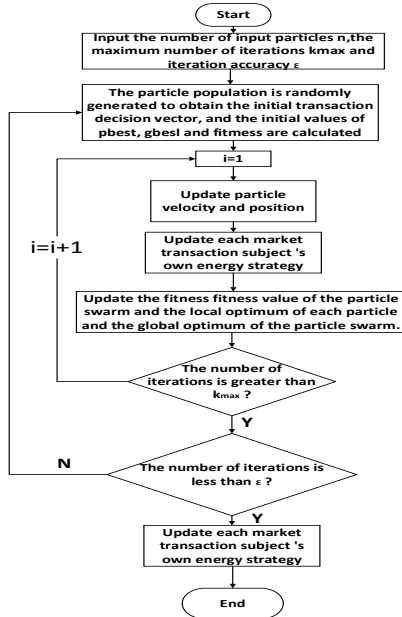 Start
Input the number of input particles n,the
maximum number of iterations kmax and
iteration accuracy ε
The particle population is randomly
generated to obtain the initial transaction
decision vector, and the initial values of
pbest, gbesl and fitmess are calculated
i=1
Update particle
velocity and position
i=i+1
Update each market
transaction subject 's
own energy strategy
Update the fitness fitness value of the particle
swarm and the local optimum of each particle
and the global optimum of the particle swarm.
The number of
iterations is greater than
kmax ?
Y
N
The number of iterations is
less than ε ?
Y
Update each market
transaction subject 's
own energy strategy
End